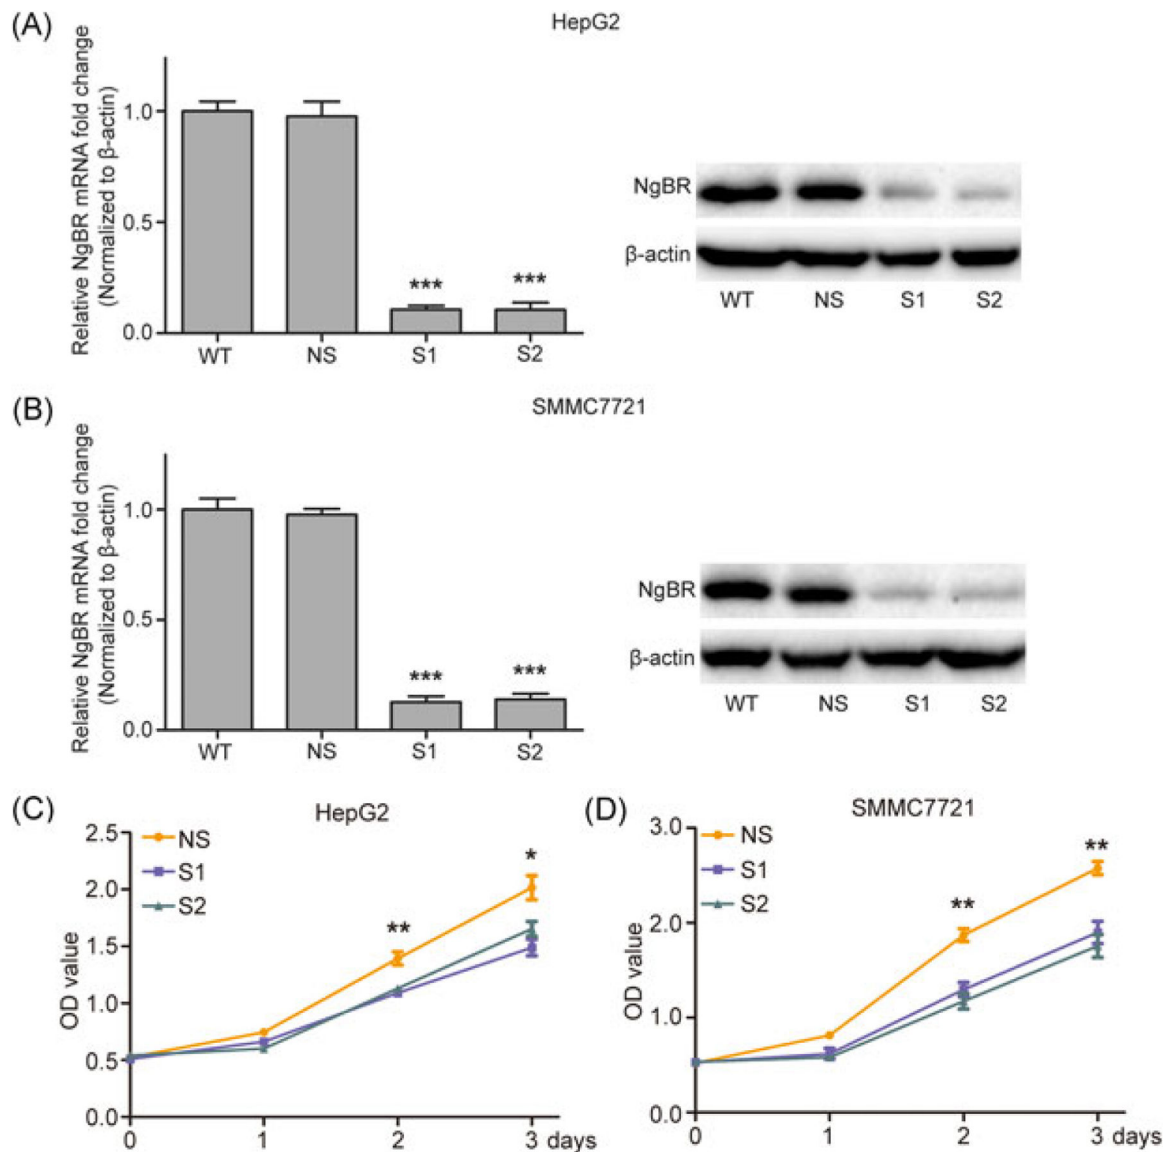 (A)
HepG2
Relative NgBR mRNA fold change
(Normalized to β-actin)
1.0
0.5
0.0
***
***
WT
NS
S1
S2
NgBR
β-actin
WT
NS
S1
S2
(B)
SMMC7721
Relative NgBR mRNA fold change
(Normalized to β-actin)
1.0
0.5
0.0
***
***
WT
NS
S1
S2
NgBR
β-actin
WT
NS
S1
S2
(C)
HepG2
NS
S1
S2
OD value
2.5
2.0
1.5
1.0
0.5
0.0
**
*
0
1
2
3 days
(D)
SMMC7721
NS
S1
S2
OD value
3.0
2.0
1.0
0.0
**
**
0
1
2
3 days